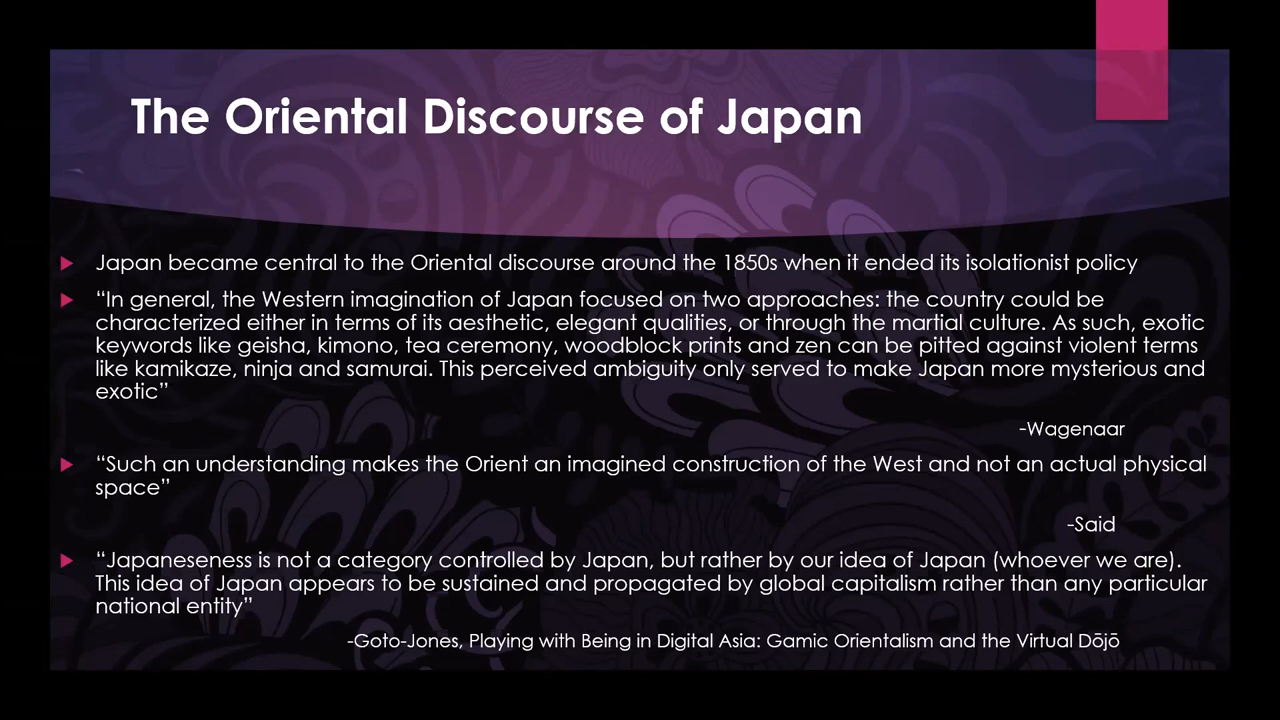 The Oriental Discourse of Japan
Japan became central to the Oriental discourse around the 1850s when it ended its isolationist policy
“In general, the Western imagination of Japan focused on two approaches: the country could be
characterized either in terms of its aesthetic, elegant qualities, or through the martial culture. As such, exotic
keywords like geisha, kimono, tea ceremony, woodblock prints and zen can be pitted against violent terms
like kamikaze, ninja and samurai. This perceived ambiguity only served to make Japan more mysterious and
exotic”
-Wagenaar
“Such an understanding makes the Orient an imagined construction of the West and not an actual physical
space”
-Said
“Japaneseness is not a category controlled by Japan, but rather by our idea of Japan (whoever we are).
This idea of Japan appears to be sustained and propagated by global capitalism rather than any particular
national entity”
-Goto-Jones, Playing with Being in Digital Asia: Gamic Orientalism and the Virtual Dōjō